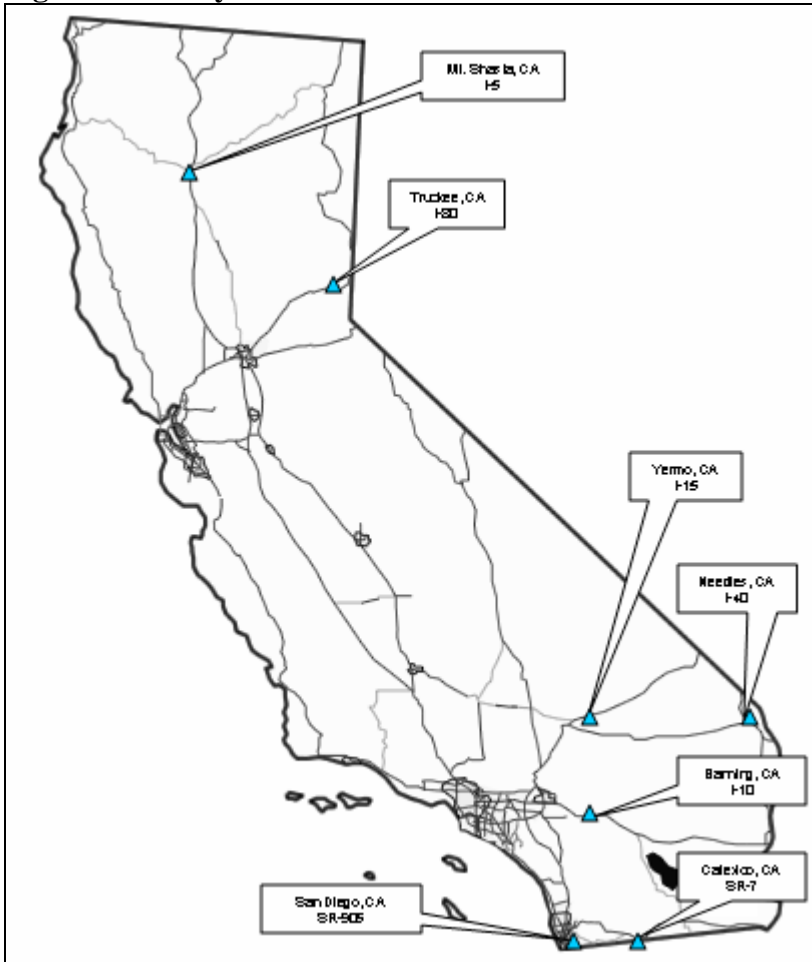 Mt. Shasta, CA
I-5
Truckee, CA
I-80
Yermo, CA
I-15
Needles, CA
I-40
Banning, CA
I-10
Calexico, CA
SR-7
San Diego, CA
SR-905